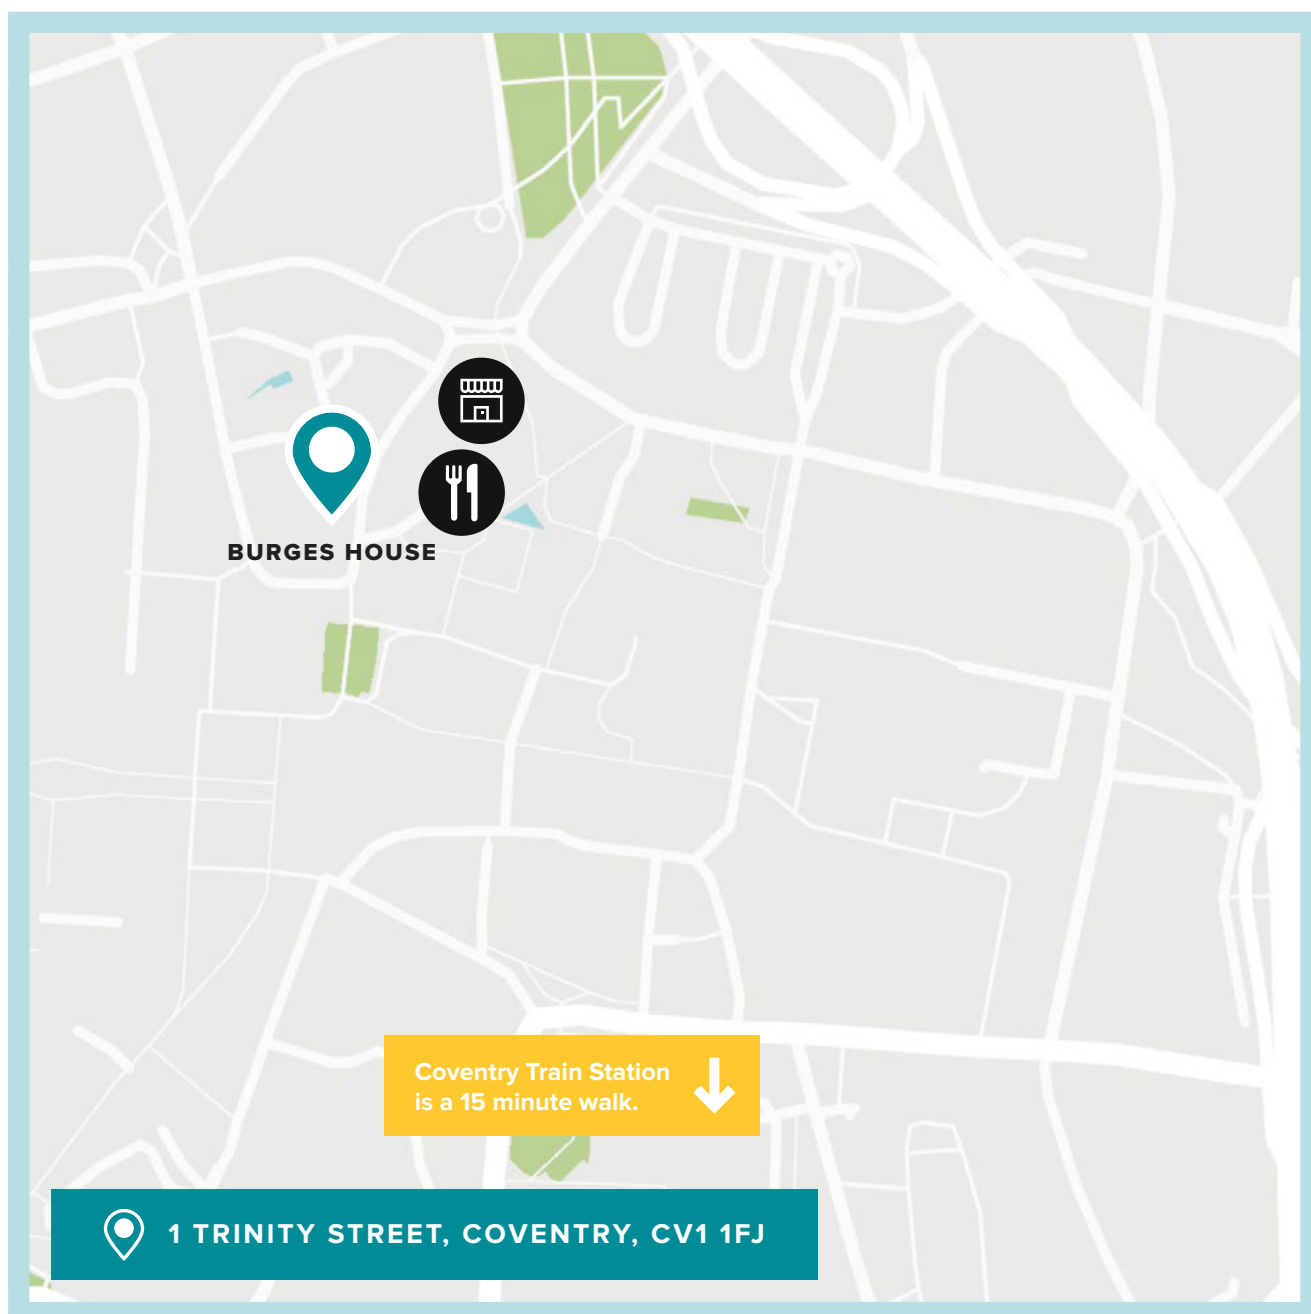 BURGES HOUSE
Coventry Train Station
is a 15 minute walk.
1 TRINITY STREET, COVENTRY, CV1 1FJ